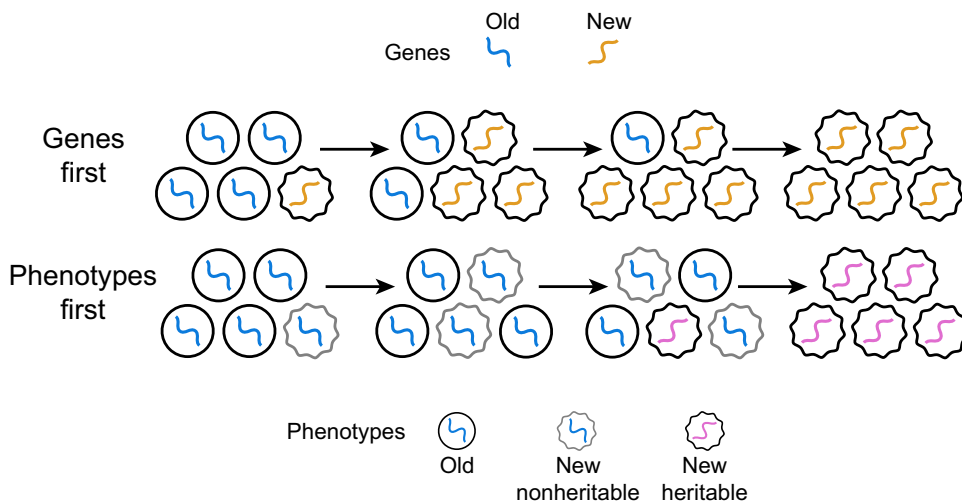 Old New
Genes
Genes
first
Phenotypes
first
Phenotypes
Old New New
nonheritable heritable